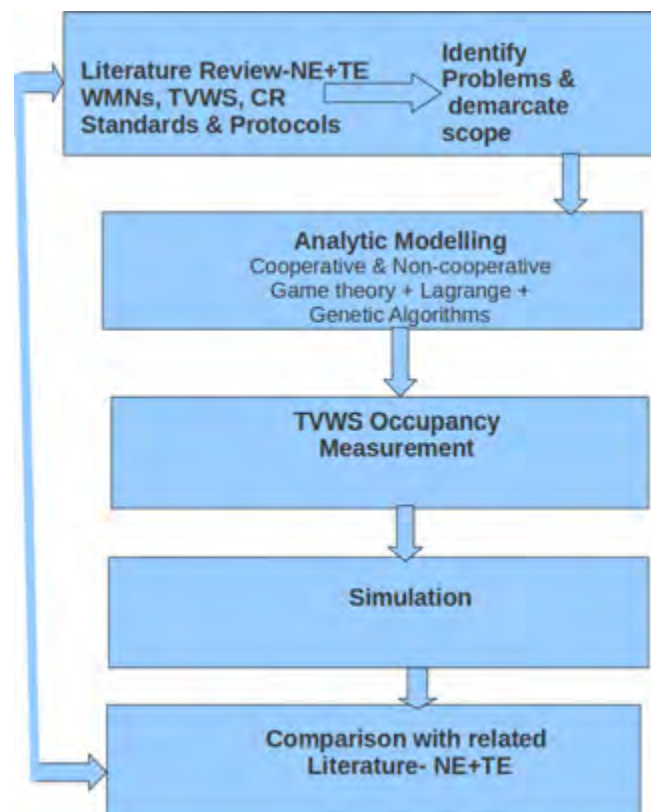 Literature Review-NE+TE
WMNs, TVWS, CR
Standards & Protocols
Identify
Problems &
demarcate
scope
Analytic Modelling
Cooperative & Non-cooperative
Game theory + Lagrange +
Genetic Algorithms
TVWS Occupancy
Measurement
Simulation
Comparison with related
Literature- NE+TE